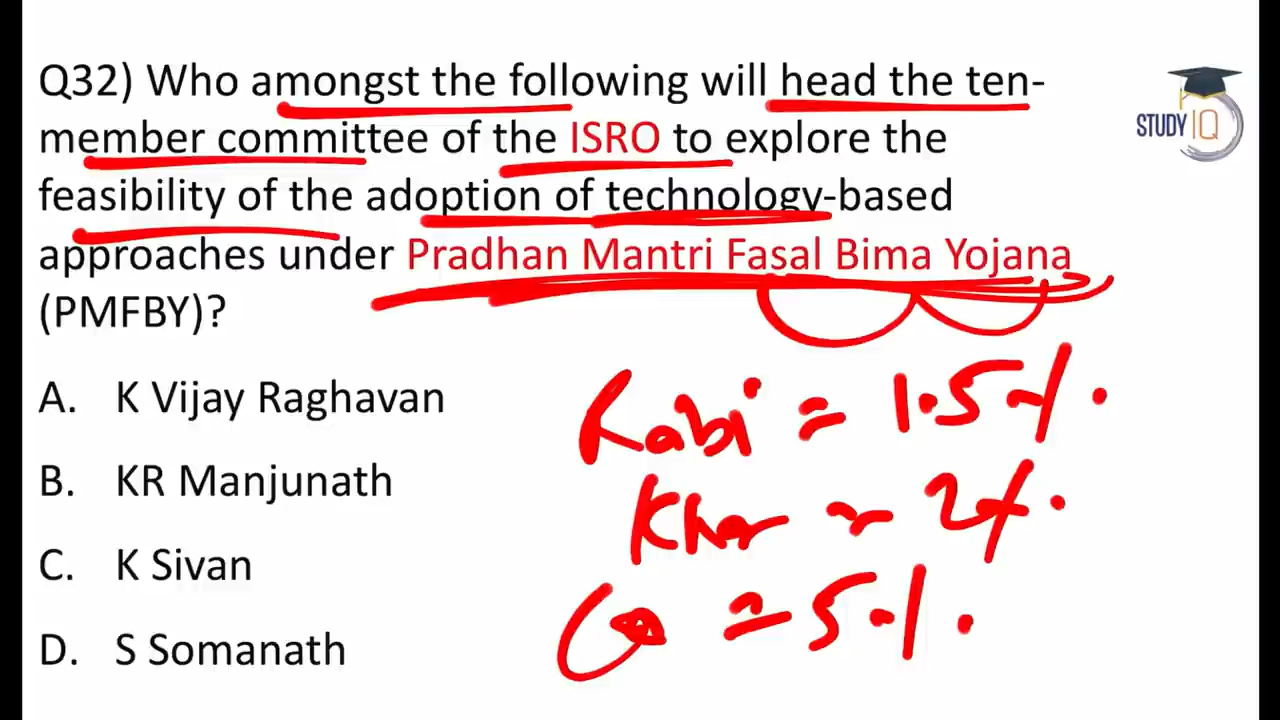 Q32) Who amongst the following will head the ten-
member committee of the ISRO to explore the
feasibility of the adoption of technology-based
approaches under Pradhan Mantri Fasal Bima Yojana
(PMFBY)?
STUDY IQ
A. K Vijay Raghavan
B. KR Manjunath
C. K Sivan
D. S Somanath
Rabi = 1.5%.
Khar = 2%.
= 5%.